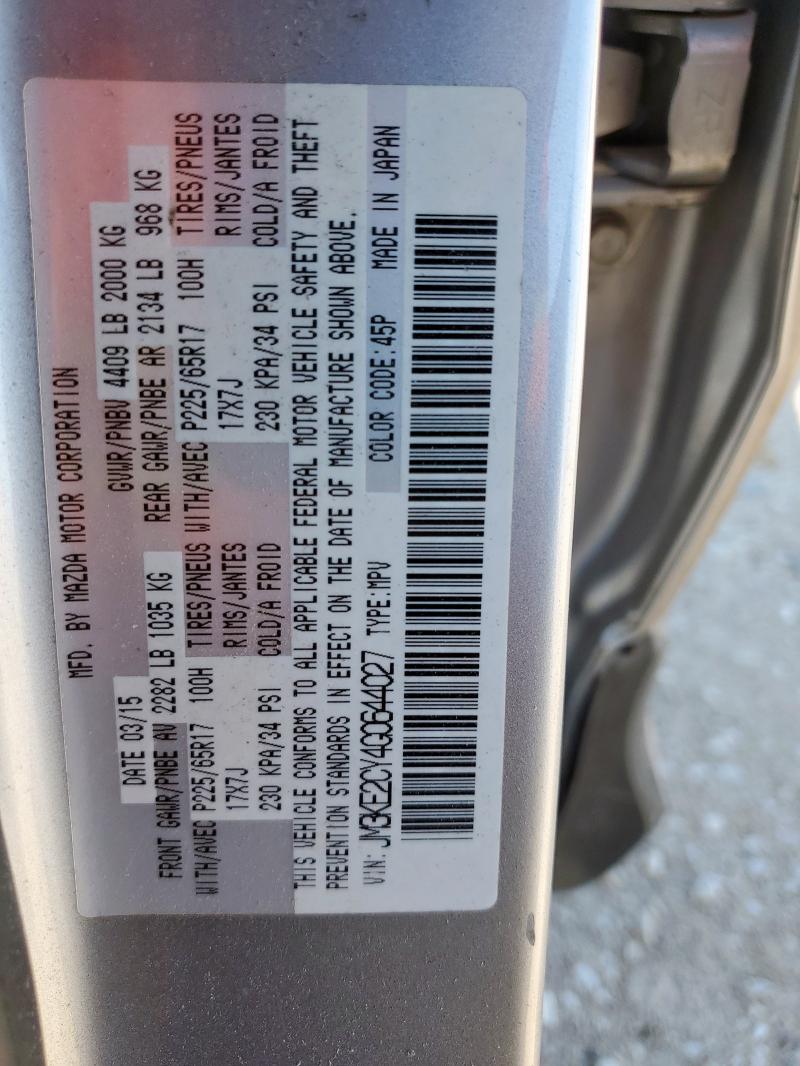 MFD. BY MAZDA MOTOR CORPORATION
DATE 03/15 GVWR/PNBV 4409 LB 2000 KG
FRONT GAWR/PNBE AV 2282 LB 1035 KG REAR GAWR/PNBE AR 2134 LB 968 KG
WITH/AVEC P225/65R17 100H TIRES/PNEUS WITH/AVEC P225/65R17 100H TIRES/PNEUS
17X7J RIMS/JANTES 17X7J RIMS/JANTES
230 KPA/34 PSI COLD/A FROID 230 KPA/34 PSI COLD/A FROID
THIS VEHICLE CONFORMS TO ALL APPLICABLE FEDERAL MOTOR VEHICLE SAFETY AND THEFT
PREVENTION STANDARDS IN EFFECT ON THE DATE OF MANUFACTURE SHOWN ABOVE.
VIN: JM3KE2CY4G0644027 TYPE:MPV COLOR CODE:45P MADE IN JAPAN